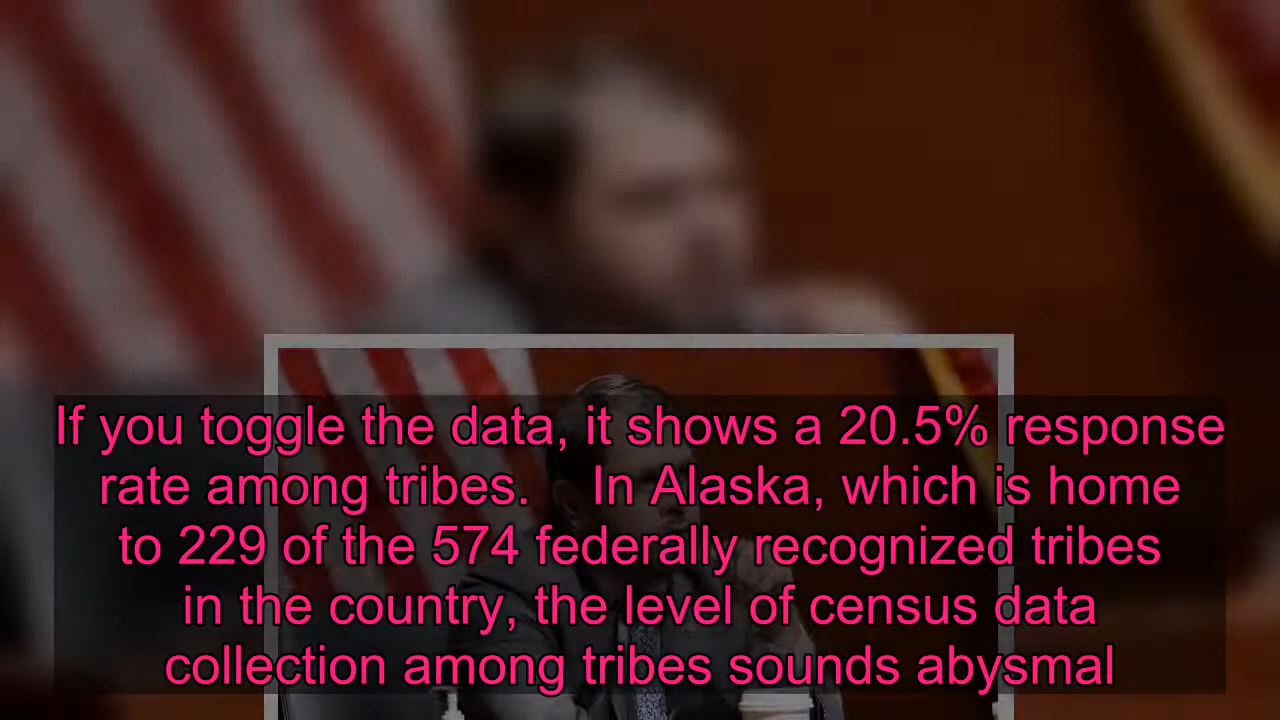 If you toggle the data, it shows a 20.5% response
rate among tribes. In Alaska, which is home
to 229 of the 574 federally recognized tribes
in the country, the level of census data
collection among tribes sounds abysmal